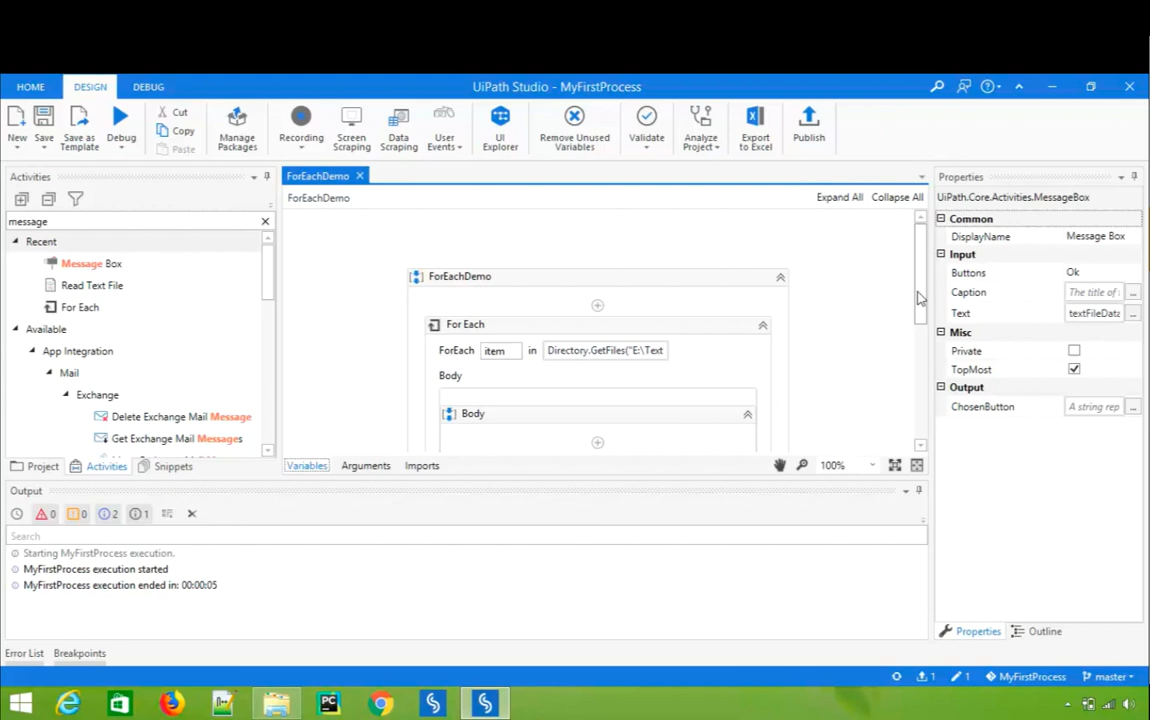 UiPath Studio - MyFirstProcess
HOME DESIGN DEBUG
New Save Save as Template Debug
Cut
Copy
Paste
Manage Packages
Recording
Screen Scraping
Data Scraping
User Events
UI Explorer
Remove Unused Variables
Validate
Analyze Project
Export to Excel
Publish
Activities
message
Recent
Message Box
Read Text File
For Each
Available
App Integration
Mail
Exchange
Delete Exchange Mail Message
Get Exchange Mail Messages
Project Activities Snippets
ForEachDemo
ForEachDemo Expand All Collapse All
ForEachDemo
For Each
ForEach item in Directory.GetFiles("E:\Text
Body
Body
Variables Arguments Imports 100%
Properties
UiPath.Core.Activities.MessageBox
Common
DisplayName Message Box
Input
Buttons Ok
Caption The title of
Text textFileData
Misc
Private
TopMost
Output
ChosenButton A string rep
Properties Outline
Output
0 0 2 1
Search
Starting MyFirstProcess execution.
MyFirstProcess execution started
MyFirstProcess execution ended in: 00:00:05
Error List Breakpoints
1 1 MyFirstProcess master
PC